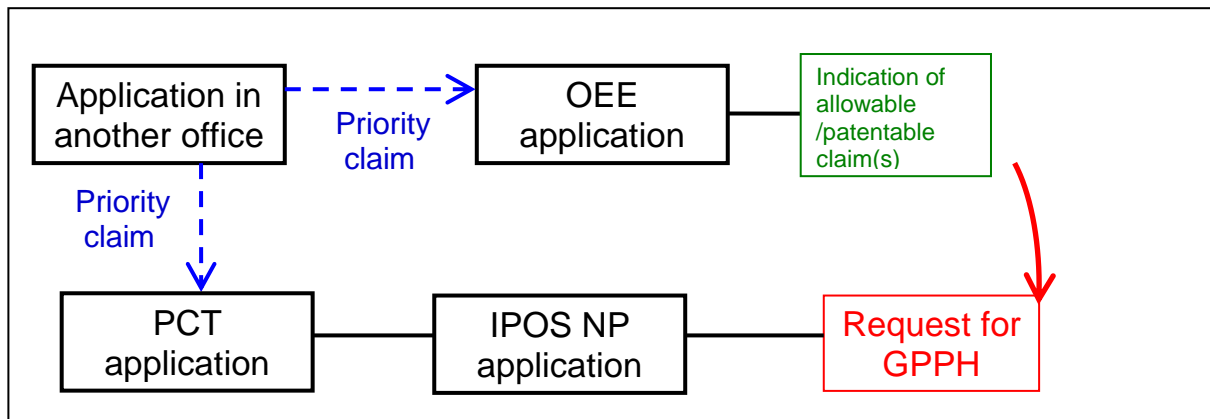 Application in
another office
Priority
claim
OEE
application
Indication of
allowable
/patentable
claim(s)
Priority
claim
PCT
application
IPOS NP
application
Request for
GPPH